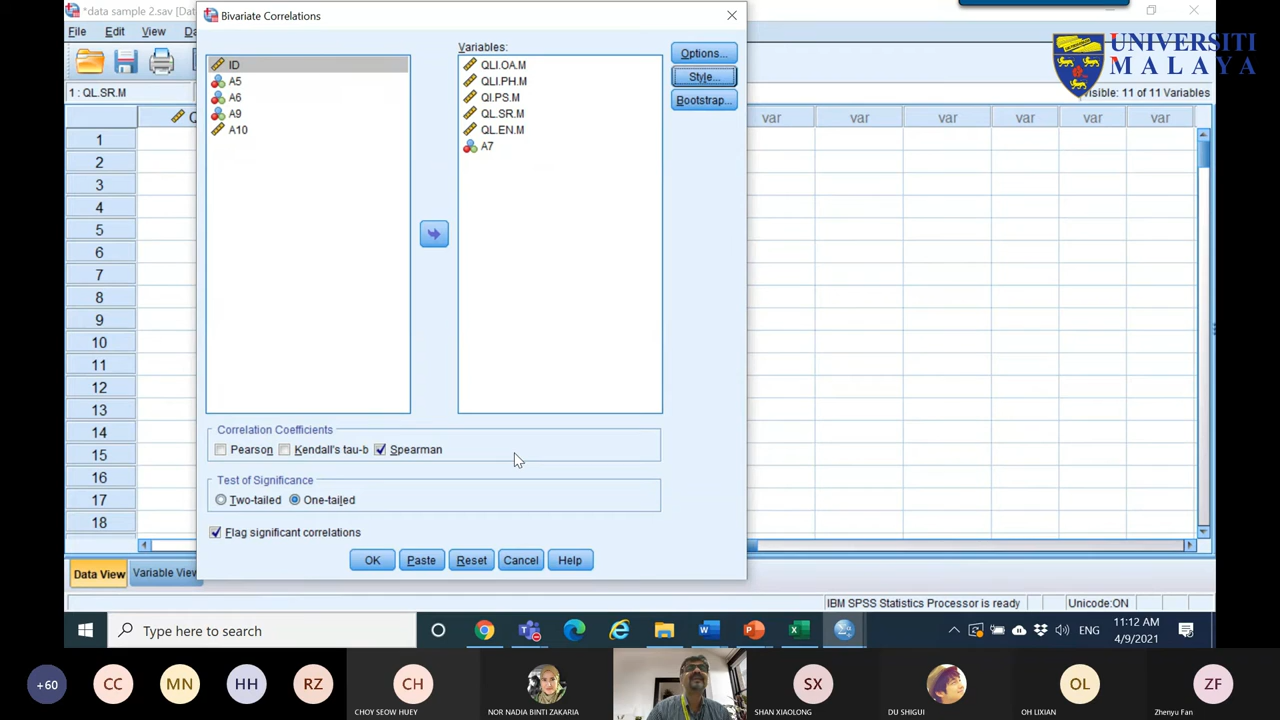 *data sample 2.sav [Da
Bivariate Correlations
UNIVERSITI
MALAYA
File
Edit
View
Da
1 : QL.SR.M
Visible: 11 of 11 Variables
Variables:
ID
A5
A6
A9
A10
QLI.OA.M
QLI.PH.M
QI.PS.M
QL.SR.M
QL.EN.M
A7
Options...
Style...
Bootstrap...
Q
var
var
var
var
var
1
2
3
4
5
6
7
8
9
10
11
12
13
14
15
16
17
18
Correlation Coefficients
Pearson
Kendall's tau-b
Spearman
Test of Significance
Two-tailed
One-tailed
Flag significant correlations
OK
Paste
Reset
Cancel
Help
Data View
Variable View
IBM SPSS Statistics Processor is ready
Unicode:ON
Type here to search
ENG
11:12 AM
4/9/2021
+60
CC
MN
HH
RZ
CH
CHOY SEOW HUEY
NOR NADIA BINTI ZAKARIA
SX
SHAN XIAOLONG
DU SHIGUI
OL
OH LIXIAN
ZF
Zhenyu Fan